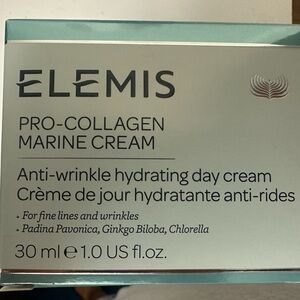 ELEMIS
PRO-COLLAGEN
MARINE CREAM
Anti-wrinkle hydrating day cream
Crème de jour hydratante anti-rides
• For fine lines and wrinkles
• Padina Pavonica, Ginkgo Biloba, Chlorella
30 ml ℮ 1.0 US fl.oz.